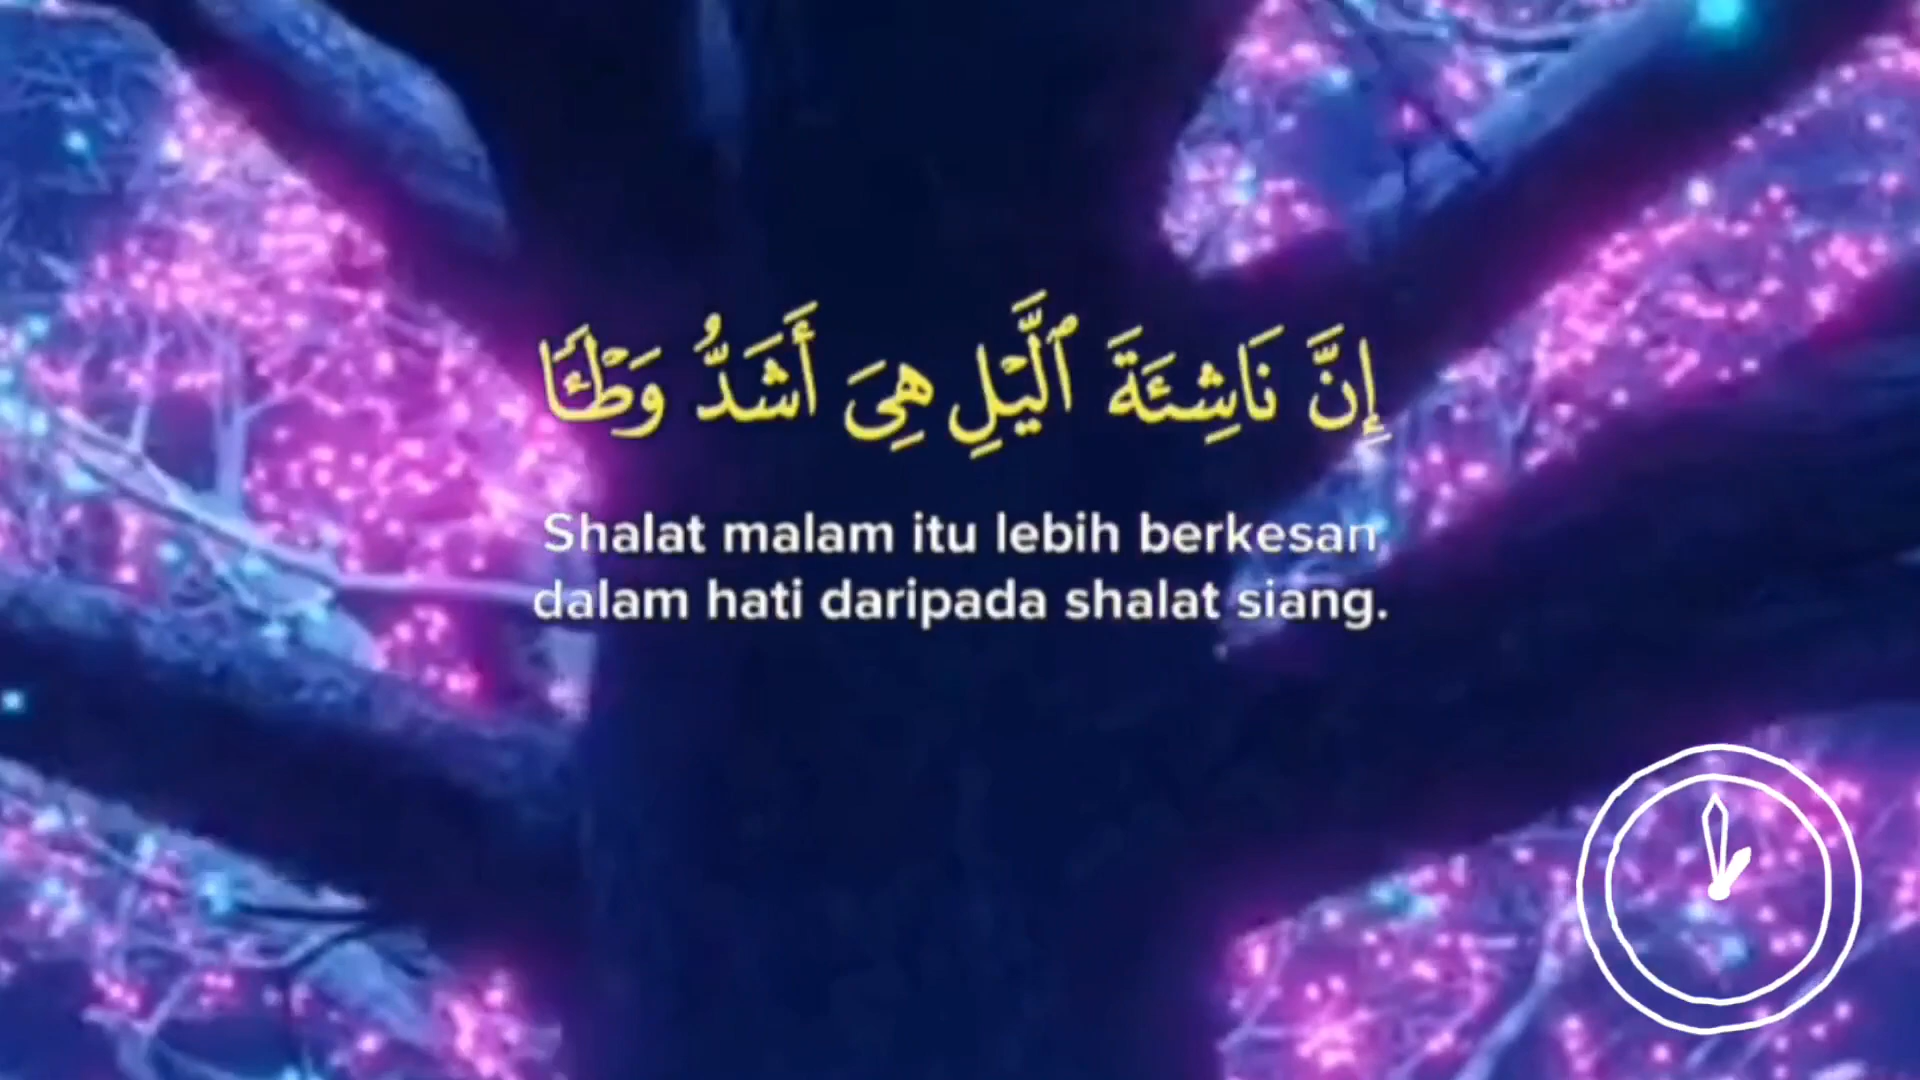 إِنَّ نَاشِئَةَ ٱلَّيْلِ هِىَ أَشَدُّ وَطْـًٔا
Shalat malam itu lebih berkesan
dalam hati daripada shalat siang.